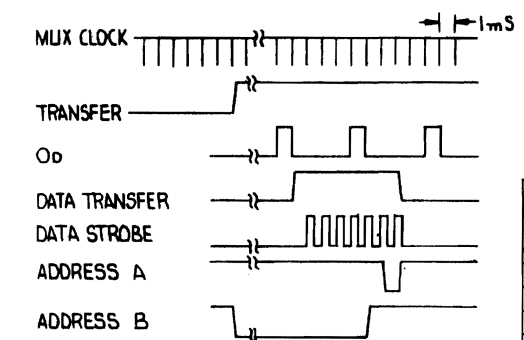 1mS
MUX CLOCK
TRANSFER
OD
DATA TRANSFER
DATA STROBE
ADDRESS A
ADDRESS B